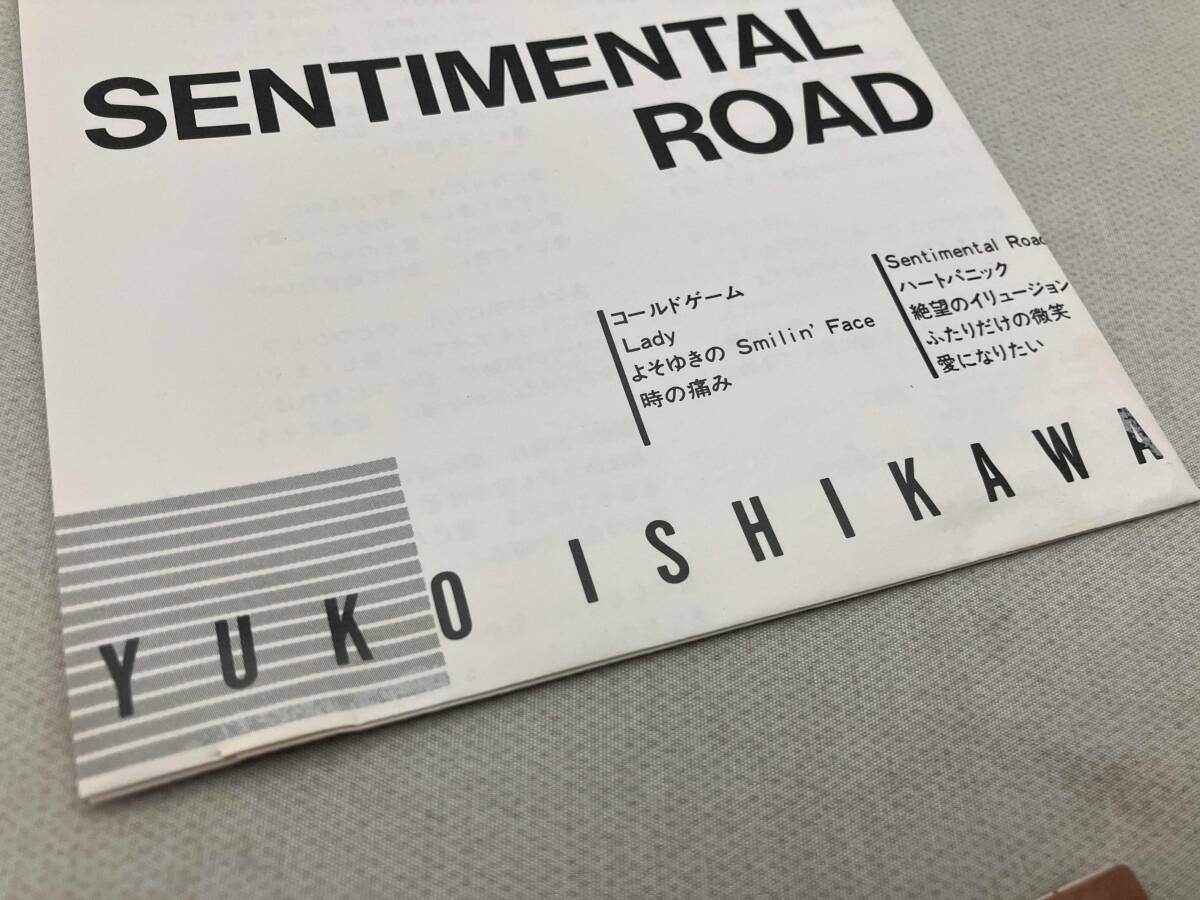 SENTIMENTAL
ROAD
コールドゲーム
Lady
よそゆきの Smilin' Face
時の痛み
Sentimental Road
ハートパニック
絶望のイリュージョン
ふたりだけの微笑
愛になりたい
YUKO ISHIKAWA